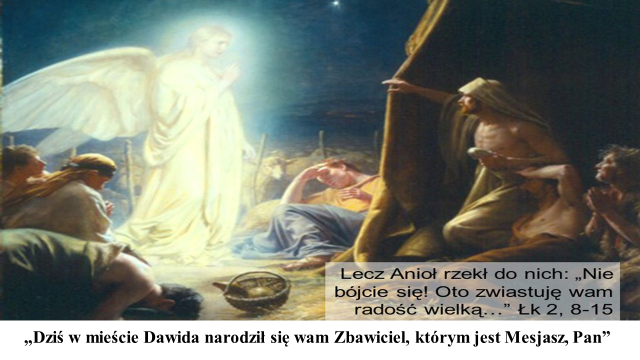 Lecz Anioł rzekł do nich: „Nie
bójcie się! Oto zwiastuję wam
radość wielką…” Łk 2, 8-15
„Dziś w mieście Dawida narodził się wam Zbawiciel, którym jest Mesjasz, Pan”